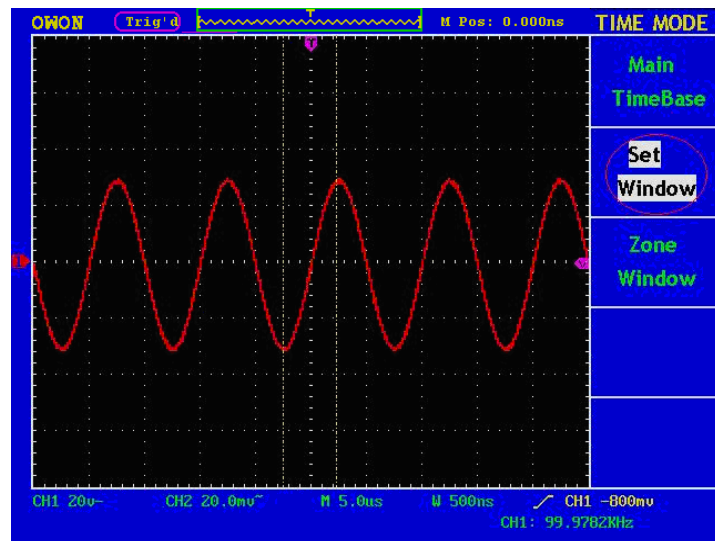 OWON Trig'd T M Pos: 0.000ns TIME MODE
T
Main
TimeBase
Set
Window
Zone
Window
1
CH1 20v- CH2 20.0mv~ M 5.0us W 500ns CH1 -800mv
CH1: 99.9782KHz